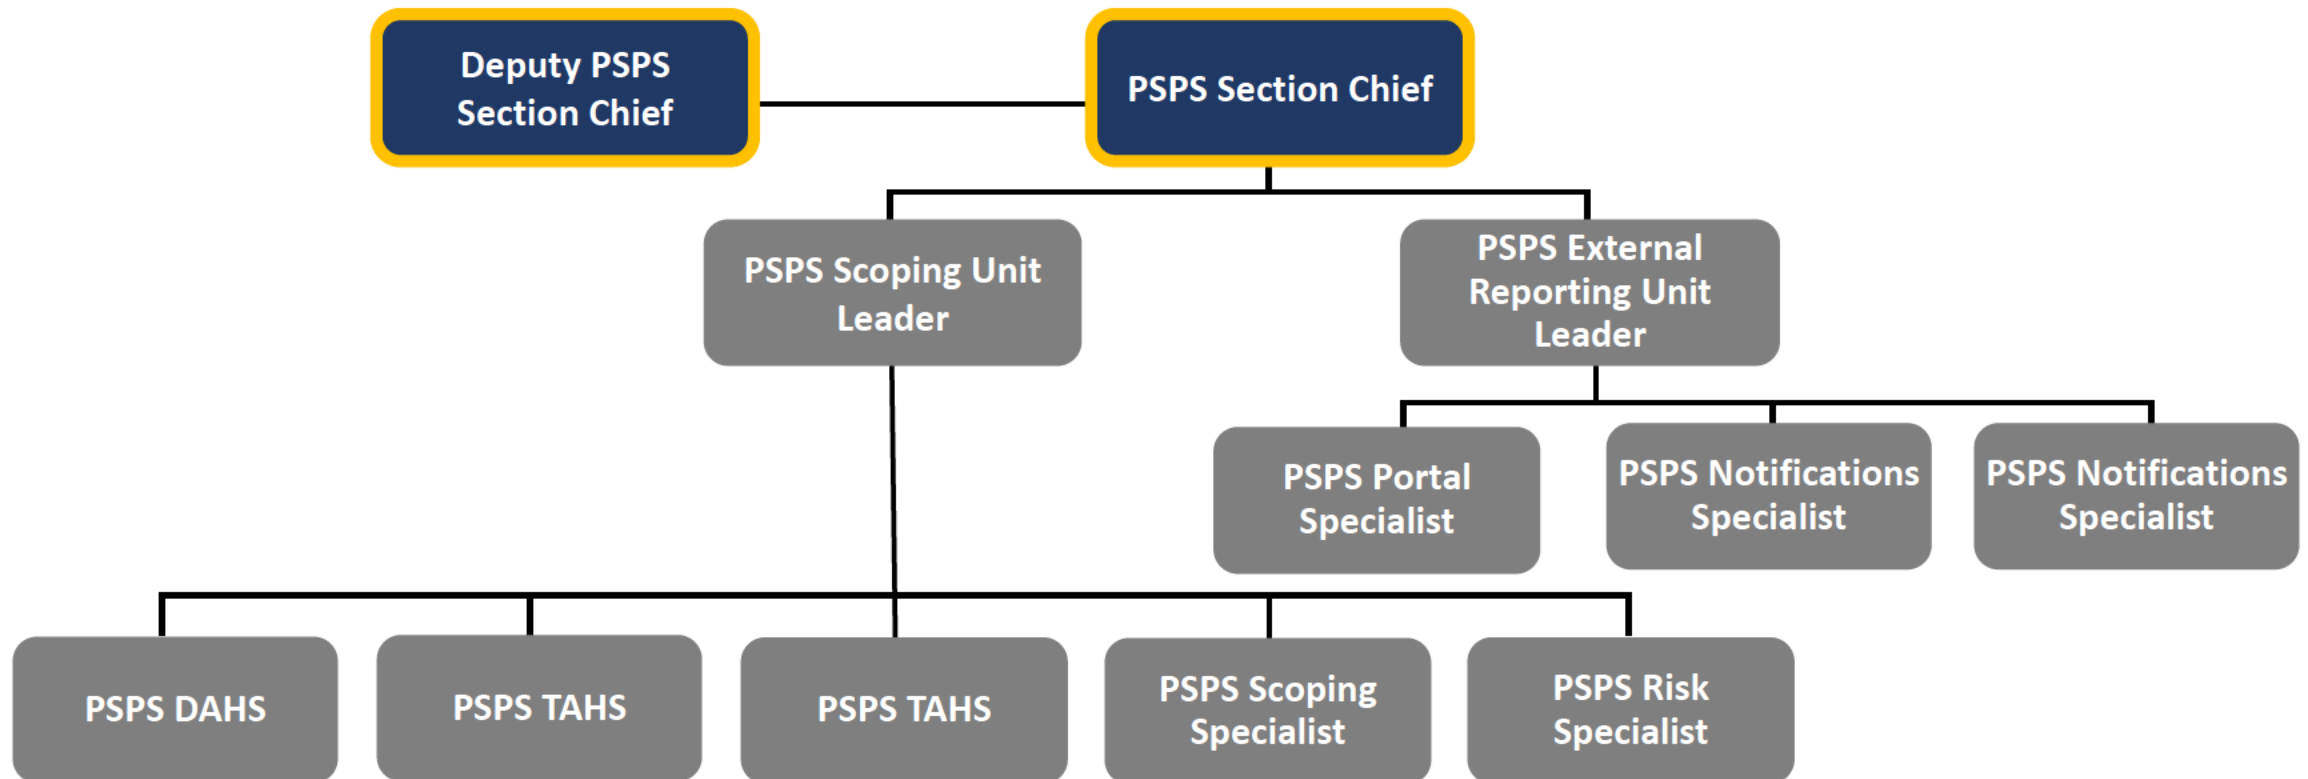 Deputy PSPS
Section Chief
PSPS Section Chief
PSPS Scoping Unit
Leader
PSPS External
Reporting Unit
Leader
PSPS Portal
Specialist
PSPS Notifications
Specialist
PSPS Notifications
Specialist
PSPS DAHS
PSPS TAHS
PSPS TAHS
PSPS Scoping
Specialist
PSPS Risk
Specialist